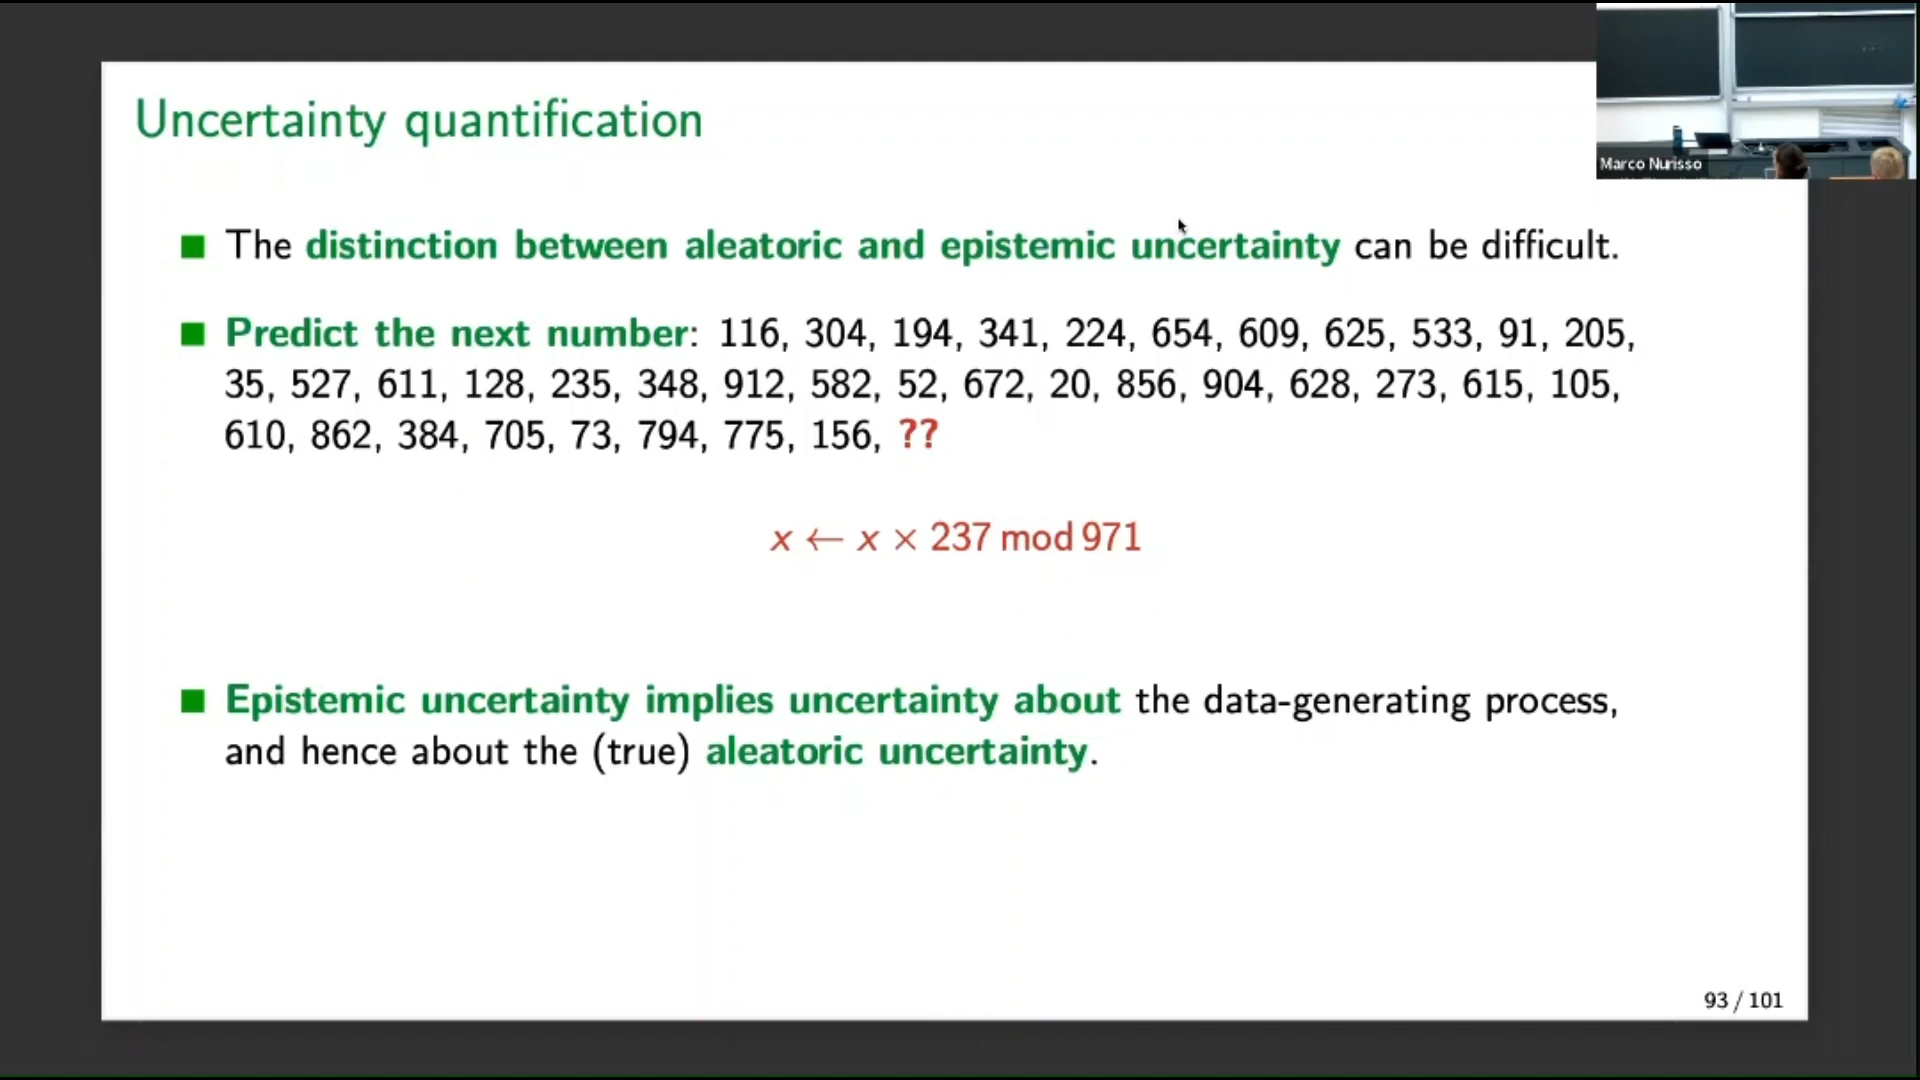 Uncertainty quantification
Marco Nurisso
The distinction between aleatoric and epistemic uncertainty can be difficult.
Predict the next number: 116, 304, 194, 341, 224, 654, 609, 625, 533, 91, 205,
35, 527, 611, 128, 235, 348, 912, 582, 52, 672, 20, 856, 904, 628, 273, 615, 105,
610, 862, 384, 705, 73, 794, 775, 156, ??
x ← x × 237 mod 971
Epistemic uncertainty implies uncertainty about the data-generating process,
and hence about the (true) aleatoric uncertainty.
93 / 101